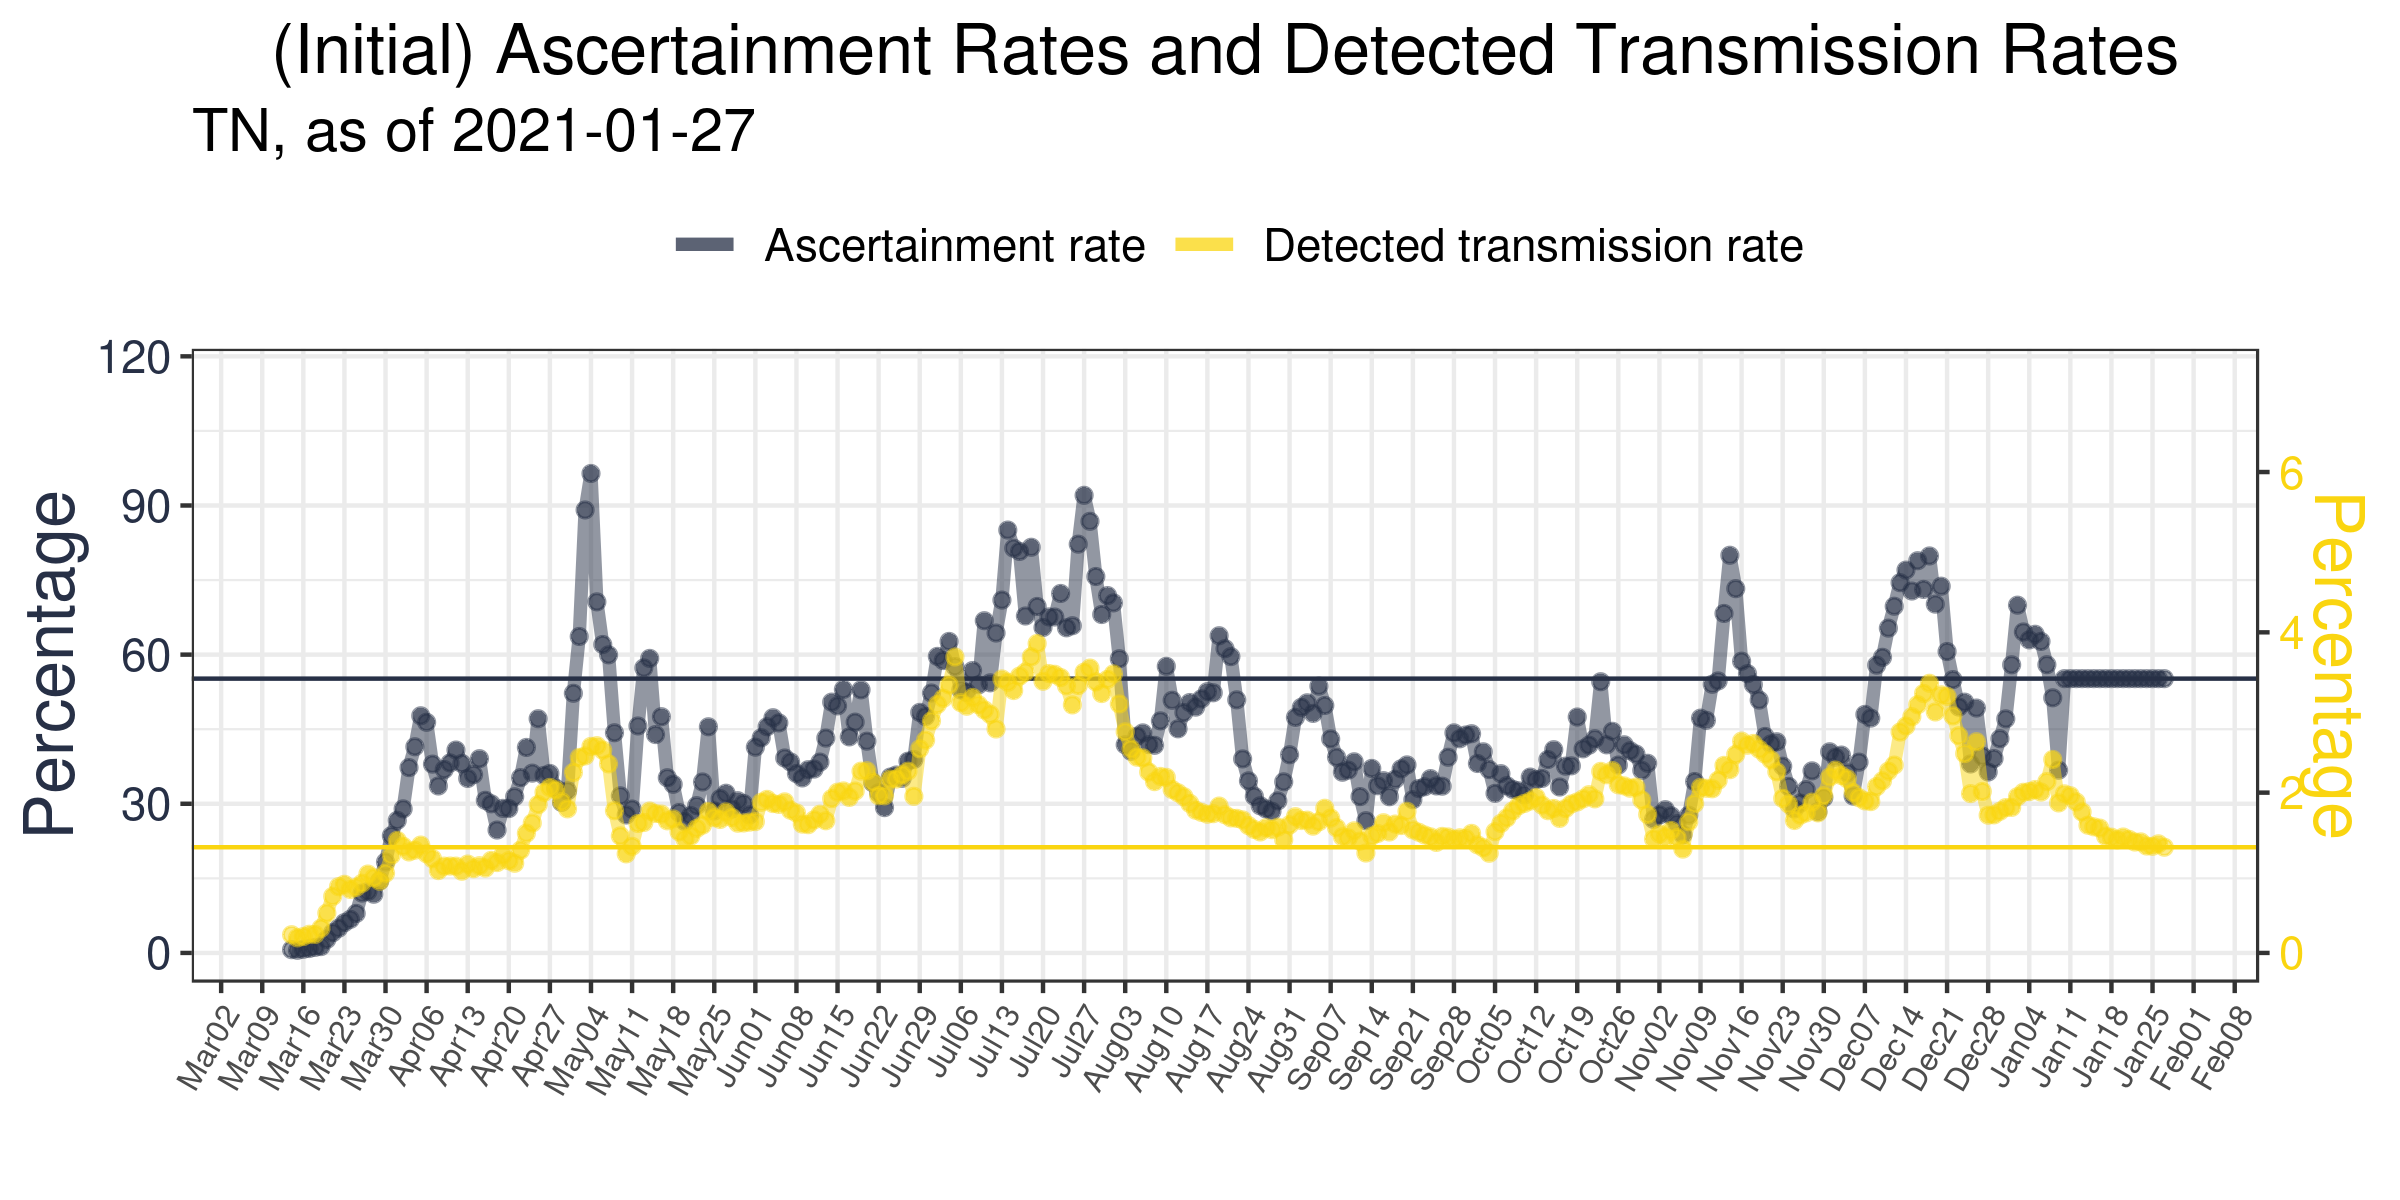 (Initial) Ascertainment Rates and Detected Transmission Rates
TN, as of 2021-01-27
Ascertainment rate
Detected transmission rate
Percentage
120
90
60
30
0
6
4
2
0
Percentage
Mar02
Mar09
Mar16
Mar23
Mar30
Apr06
Apr13
Apr20
Apr27
May04
May11
May18
May25
Jun01
Jun08
Jun15
Jun22
Jun29
Jul06
Jul13
Jul20
Jul27
Aug03
Aug10
Aug17
Aug24
Aug31
Sep07
Sep14
Sep21
Sep28
Oct05
Oct12
Oct19
Oct26
Nov02
Nov09
Nov16
Nov23
Nov30
Dec07
Dec14
Dec21
Dec28
Jan04
Jan11
Jan18
Jan25
Feb01
Feb08